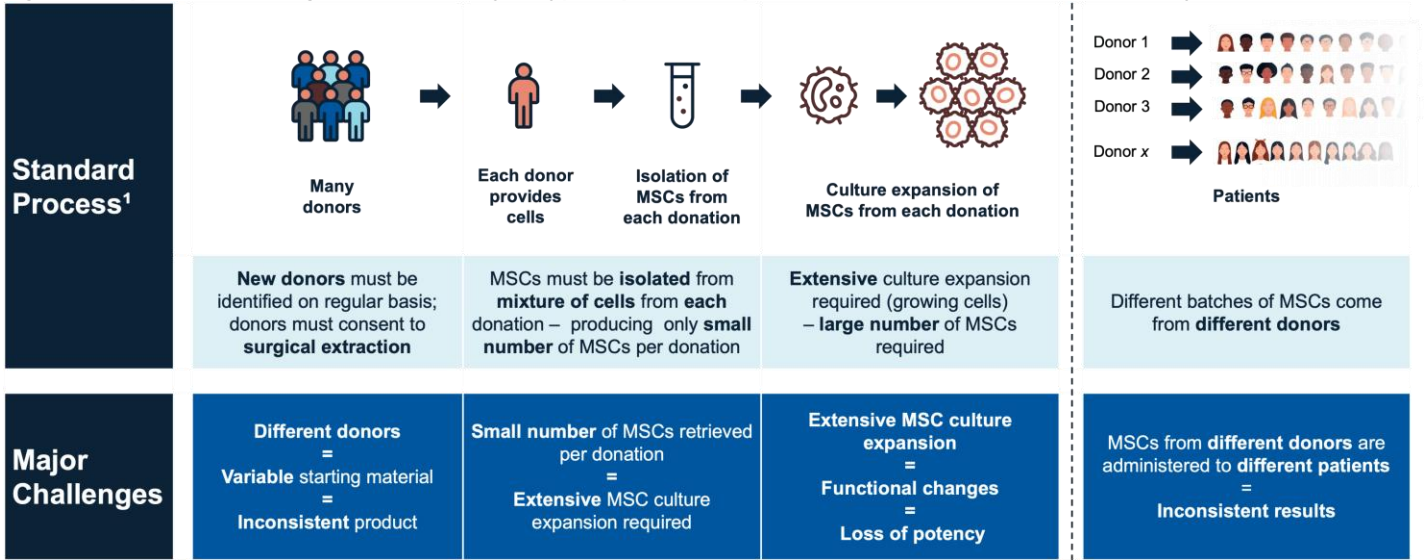 Standard
Process¹
Many
donors
Each donor
provides
cells
Isolation of
MSCs from
each donation
Culture expansion of
MSCs from each donation
Donor 1
Donor 2
Donor 3
Donor x
Patients
New donors must be
identified on regular basis;
donors must consent to
surgical extraction
MSCs must be isolated from
mixture of cells from each
donation – producing only small
number of MSCs per donation
Extensive culture expansion
required (growing cells)
– large number of MSCs
required
Different batches of MSCs come
from different donors
Major
Challenges
Different donors
=
Variable starting material
=
Inconsistent product
Small number of MSCs retrieved
per donation
=
Extensive MSC culture
expansion required
Extensive MSC culture
expansion
=
Functional changes
=
Loss of potency
MSCs from different donors are
administered to different patients
=
Inconsistent results